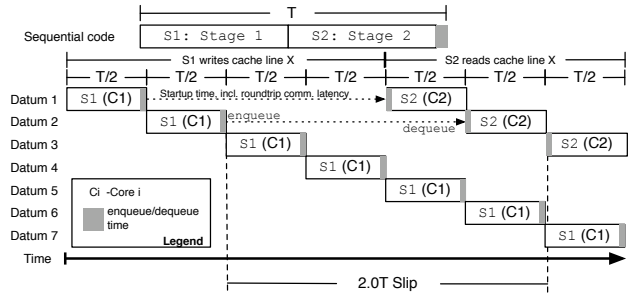 T
Sequential code S1: Stage 1 S2: Stage 2
S1 writes cache line X S2 reads cache line X
T/2 T/2 T/2 T/2 T/2 T/2 T/2
Datum 1 S1 (C1) Startup time, incl. roundtrip comm. latency S2 (C2)
Datum 2 S1 (C1) enqueue dequeue S2 (C2)
Datum 3 S1 (C1) S2 (C2)
Datum 4 S1 (C1)
Datum 5 S1 (C1)
Datum 6 S1 (C1)
Datum 7 S1 (C1)
Ci -Core i
enqueue/dequeue
time
Legend
Time
2.0T Slip